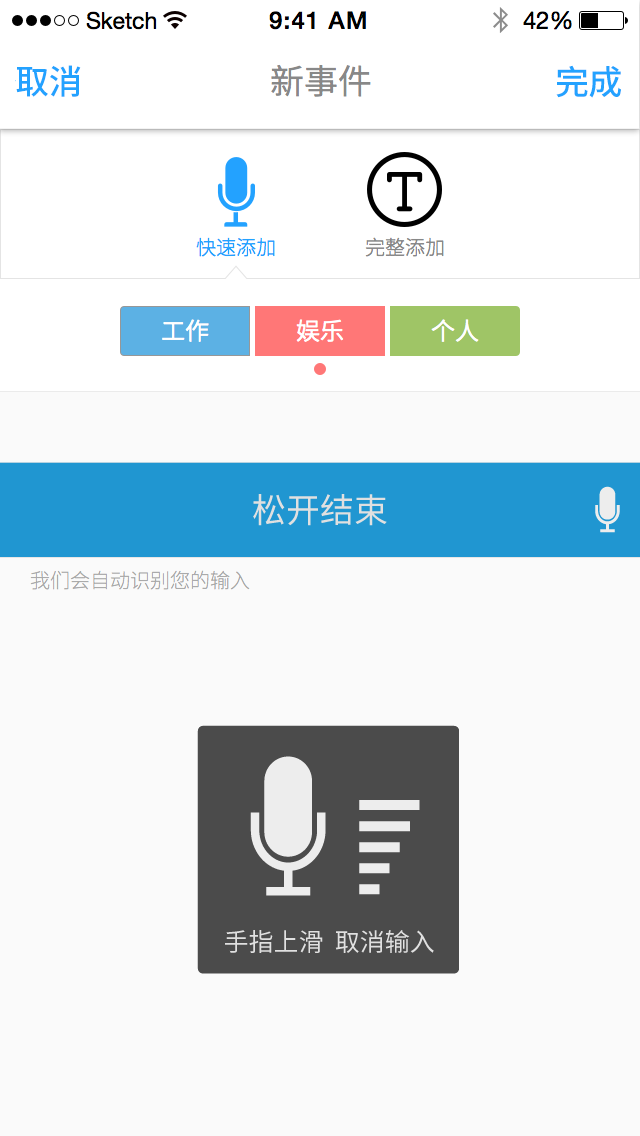 Sketch 9:41 AM 42%
取消 新事件 完成
T
快速添加 完整添加
工作 娱乐 个人
松开结束
我们会自动识别您的输入
手指上滑 取消输入